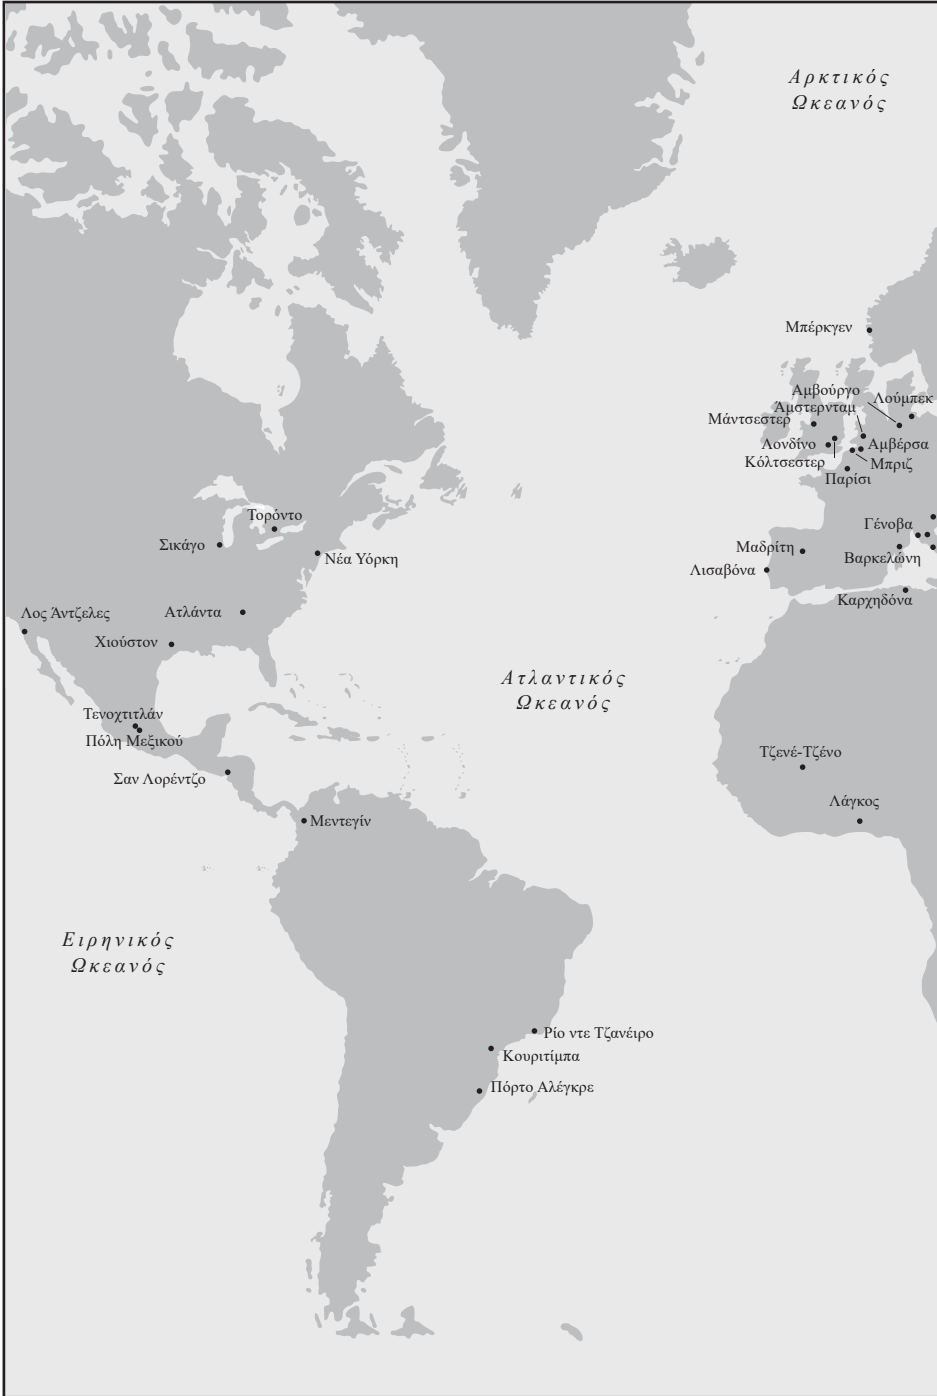 Αρκτικός
Ωκεανός
Μπέρκγεν
Αμβούργο
Λούμπεκ
Άμστερνταμ
Μάντσεστερ
Λονδίνο
Αμβέρσα
Κόλτσεστερ
Μπριζ
Παρίσι
Τορόντο
Γένοβα
Σικάγο
Νέα Υόρκη
Μαδρίτη
Βαρκελώνη
Λισαβόνα
Καρχηδόνα
Λος Άντζελες
Ατλάντα
Χιούστον
Ατλαντικός
Ωκεανός
Τενοχτιτλάν
Πόλη Μεξικού
Τζενέ-Τζένο
Σαν Λορέντζο
Λάγκος
Μεντεγίν
Ειρηνικός
Ωκεανός
Ρίο ντε Τζανέιρο
Κουριτίμπα
Πόρτο Αλέγκρε